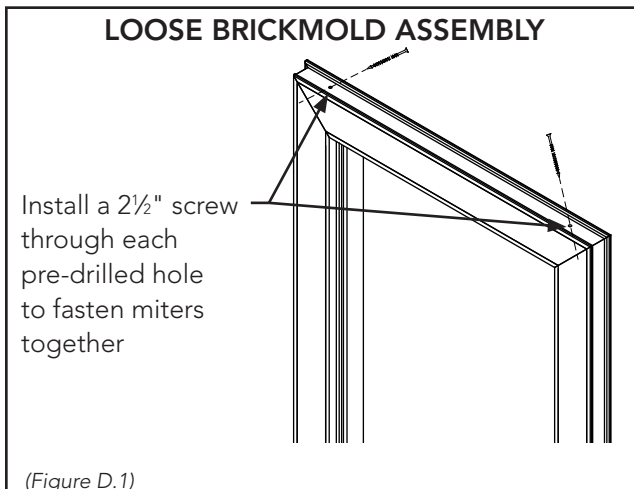 LOOSE BRICKMOLD ASSEMBLY
Install a 2½" screw
through each
pre-drilled hole
to fasten miters
together
(Figure D.1)